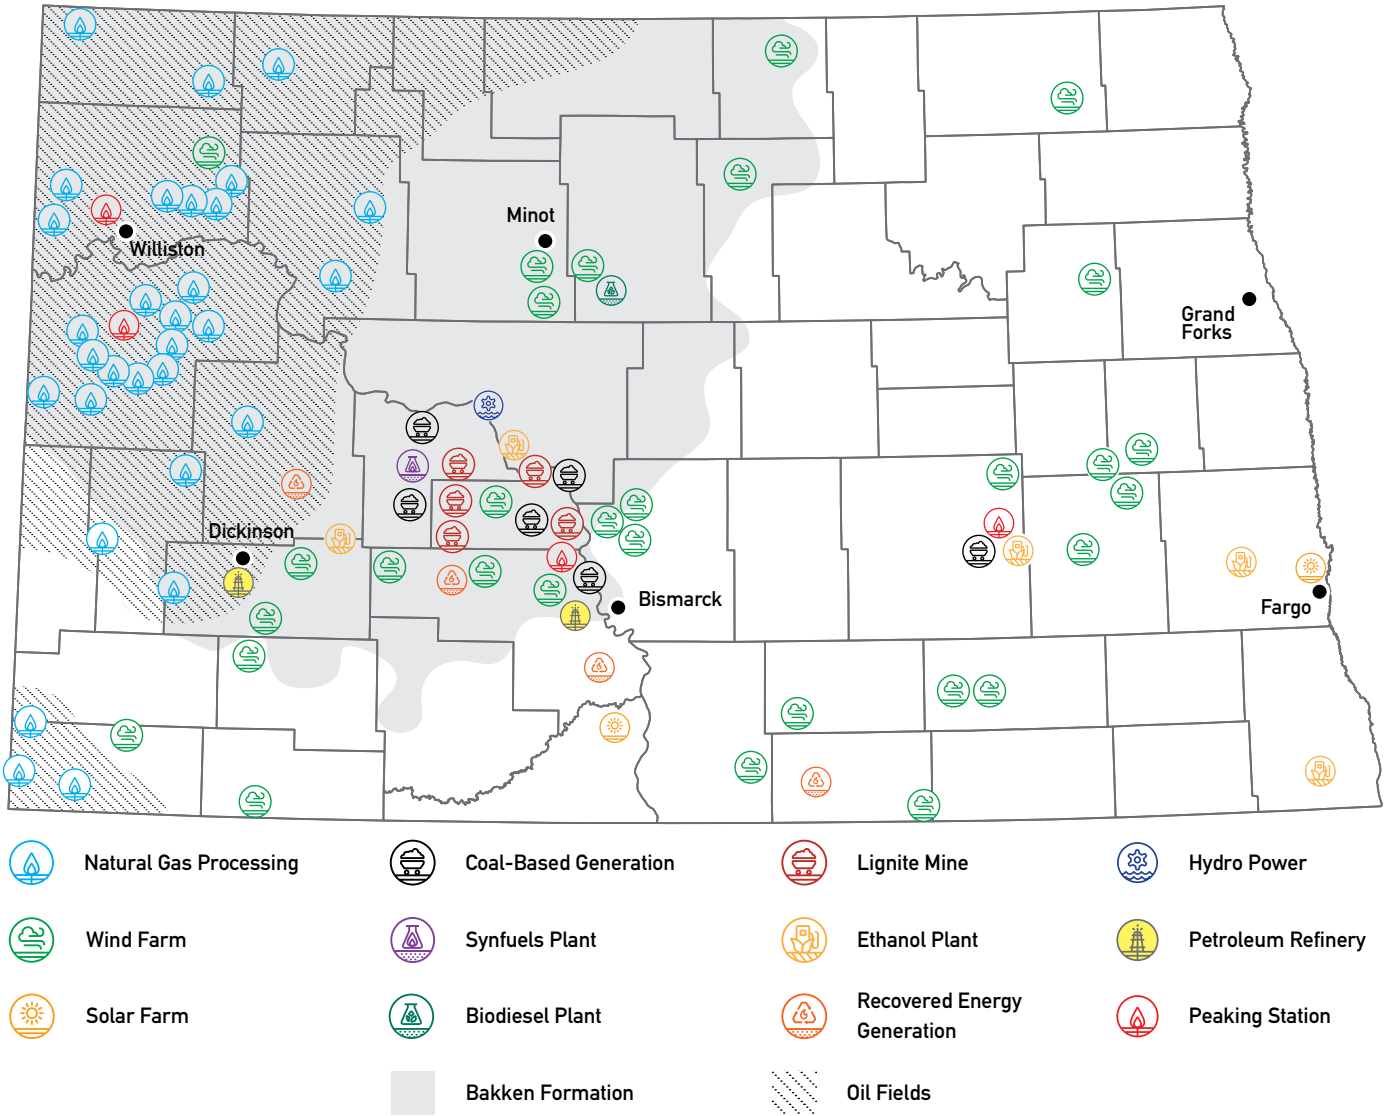 Minot
Williston
Grand
Forks
Dickinson
Bismarck
Fargo
Natural Gas Processing
Coal-Based Generation
Lignite Mine
Hydro Power
Wind Farm
Synfuels Plant
Ethanol Plant
Petroleum Refinery
Solar Farm
Biodiesel Plant
Recovered Energy
Generation
Peaking Station
Bakken Formation
Oil Fields